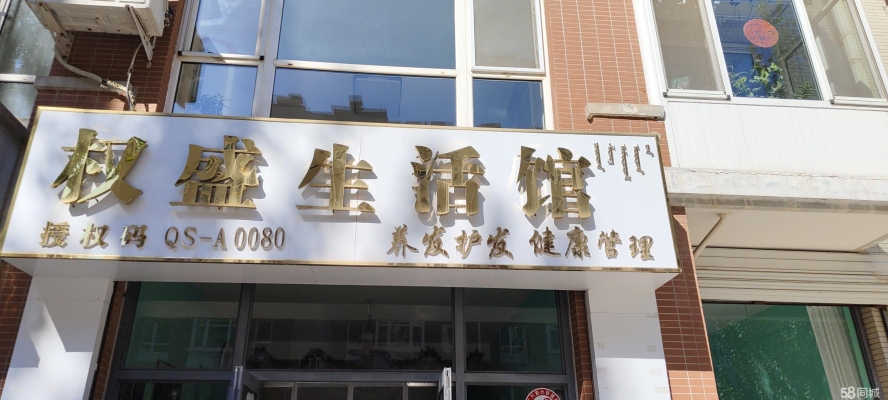 权盛生活馆
授权码 QS-A0080
养发护发 健康管理
58同城